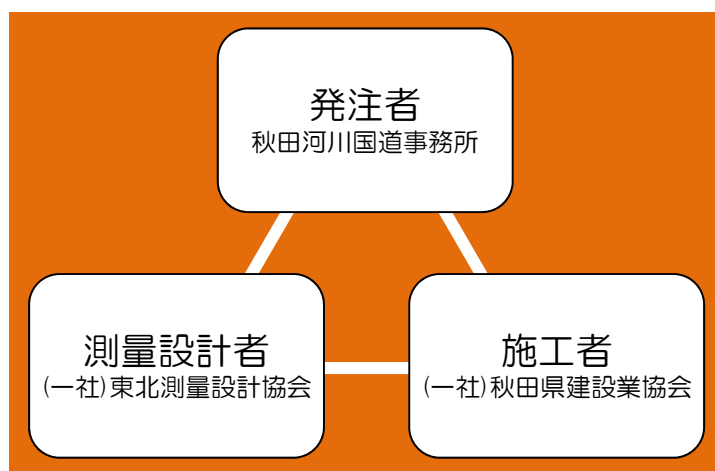 発注者
秋田河川国道事務所
測量設計者
(一社)東北測量設計協会
施工者
(一社)秋田県建設業協会